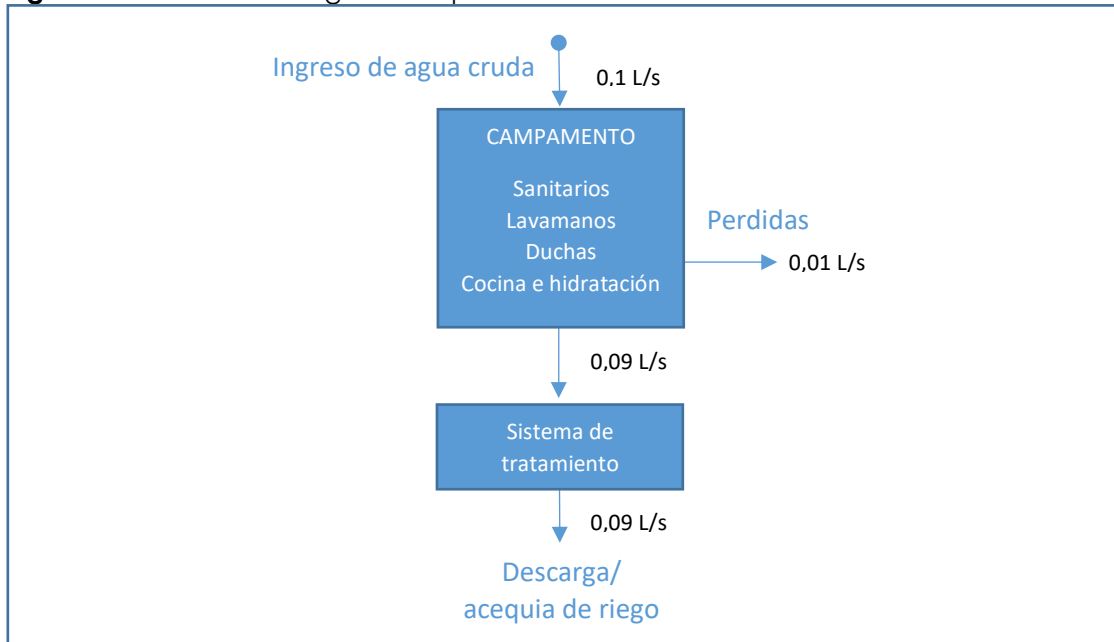 Ingreso de agua cruda
0,1 L/s
CAMPAMENTO
Sanitarios
Lavamanos
Duchas
Cocina e hidratación
Perdidas
0,01 L/s
0,09 L/s
Sistema de
tratamiento
0,09 L/s
Descarga/
acequia de riego